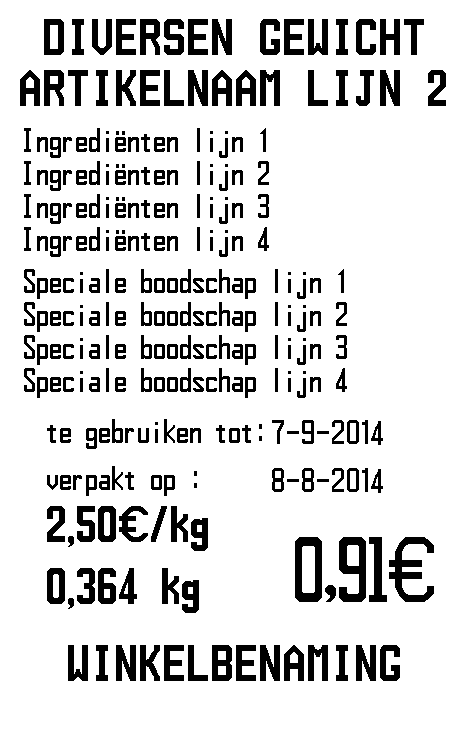 DIVERSEN GEWICHT
ARTIKELNAAM LIJN 2
Ingrediënten lijn 1
Ingrediënten lijn 2
Ingrediënten lijn 3
Ingrediënten lijn 4
Speciale boodschap lijn 1
Speciale boodschap lijn 2
Speciale boodschap lijn 3
Speciale boodschap lijn 4
te gebruiken tot: 7-9-2014
verpakt op : 8-8-2014
2,50€/kg
0,364 kg 0,91€
WINKELBENAMING